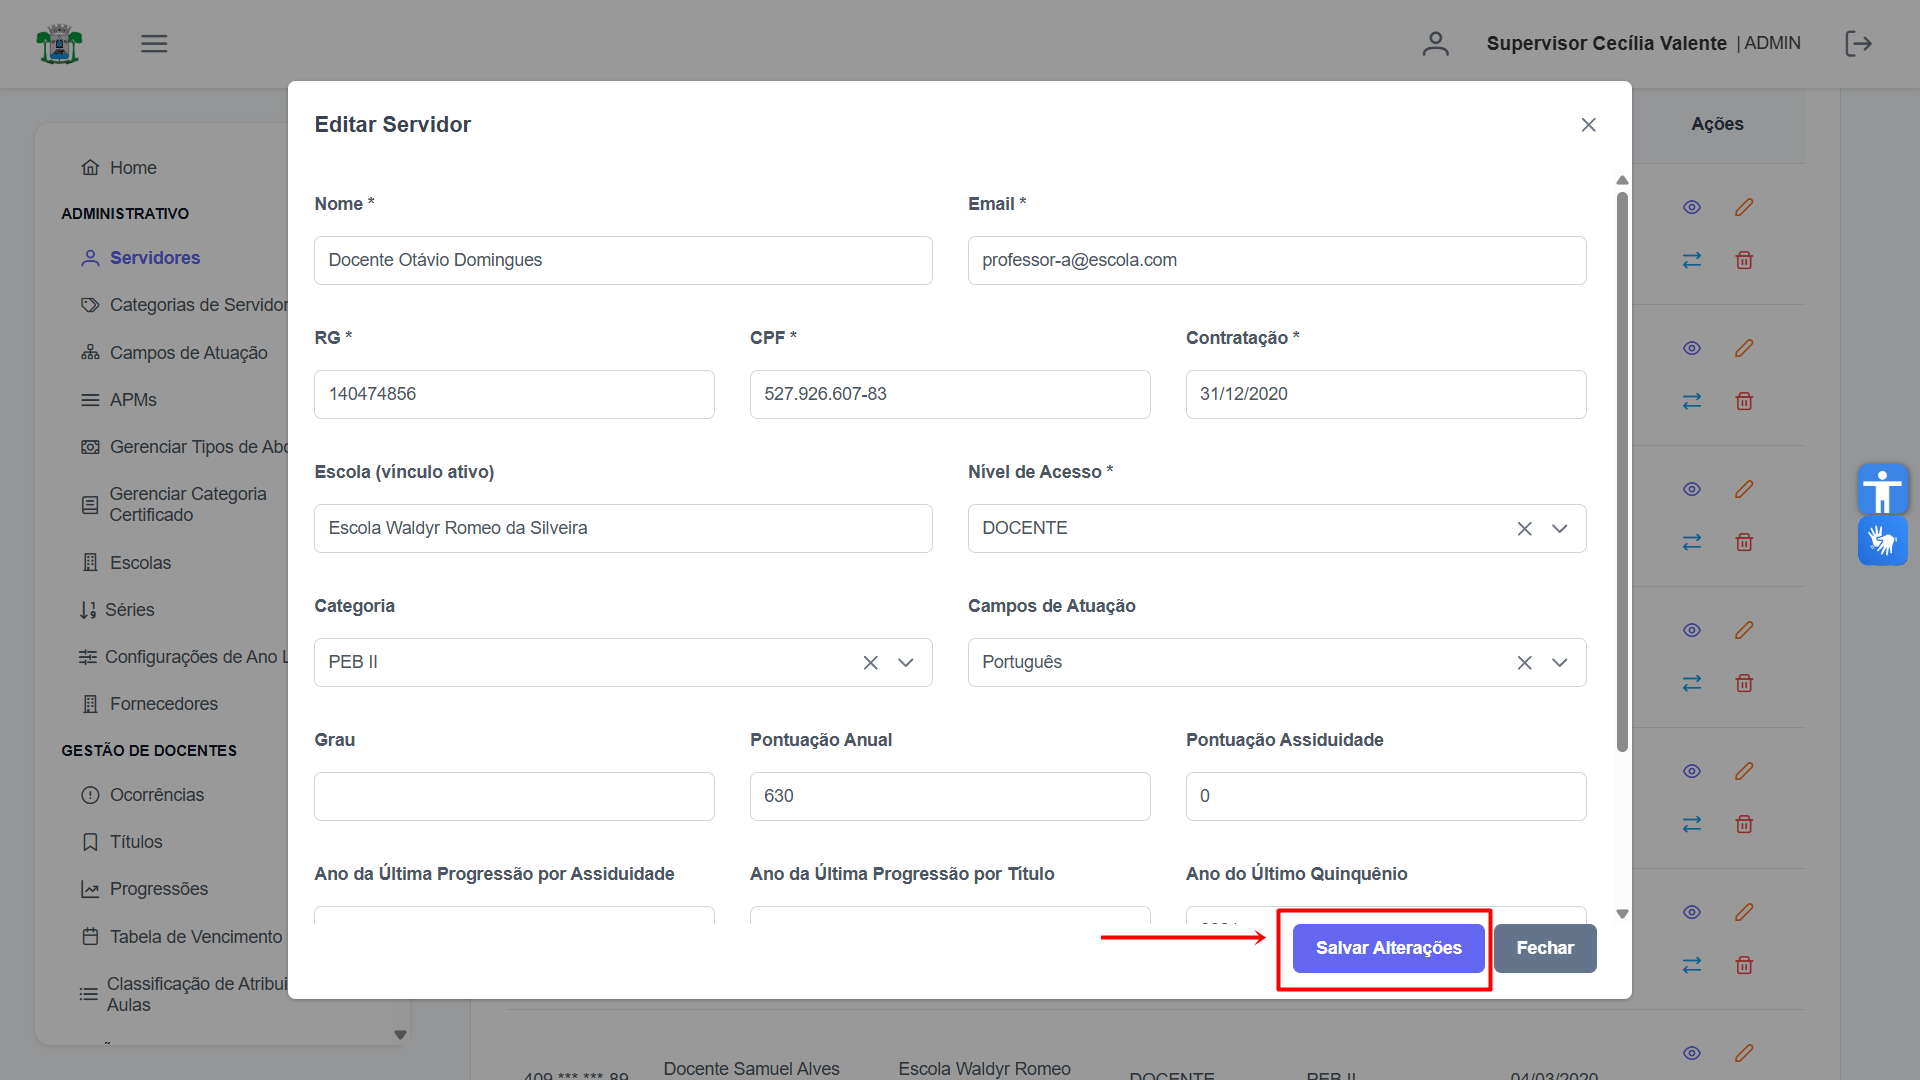 Supervisor Cecília Valente | ADMIN
Home
ADMINISTRATIVO
Servidores
Categorias de Servidor
Campos de Atuação
APMs
Gerenciar Tipos de Abo
Gerenciar Categoria
Certificado
Escolas
Séries
Configurações de Ano L
Fornecedores
GESTÃO DE DOCENTES
Ocorrências
Títulos
Progressões
Tabela de Vencimento
Classificação de Atribui
Aulas
Editar Servidor
Nome *
Email *
Docente Otávio Domingues
professor-a@escola.com
RG *
CPF *
Contratação *
140474856
527.926.607-83
31/12/2020
Escola (vínculo ativo)
Nível de Acesso *
Escola Waldyr Romeo da Silveira
DOCENTE
Categoria
Campos de Atuação
PEB II
Português
Grau
Pontuação Anual
Pontuação Assiduidade
630
0
Ano da Última Progressão por Assiduidade
Ano da Última Progressão por Título
Ano do Último Quinquênio
Salvar Alterações
Fechar
Ações
Docente Samuel Alves
Escola Waldyr Romeo
409.***.***-89
DOCENTE
PEB II
04/03/2020